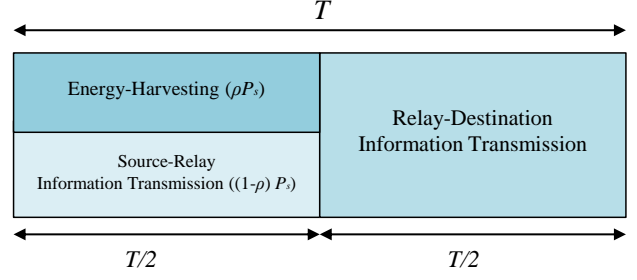 T
Energy-Harvesting (ρPₛ)
Source-Relay
Information Transmission ((1-ρ) Pₛ)
Relay-Destination
Information Transmission
T/2
T/2